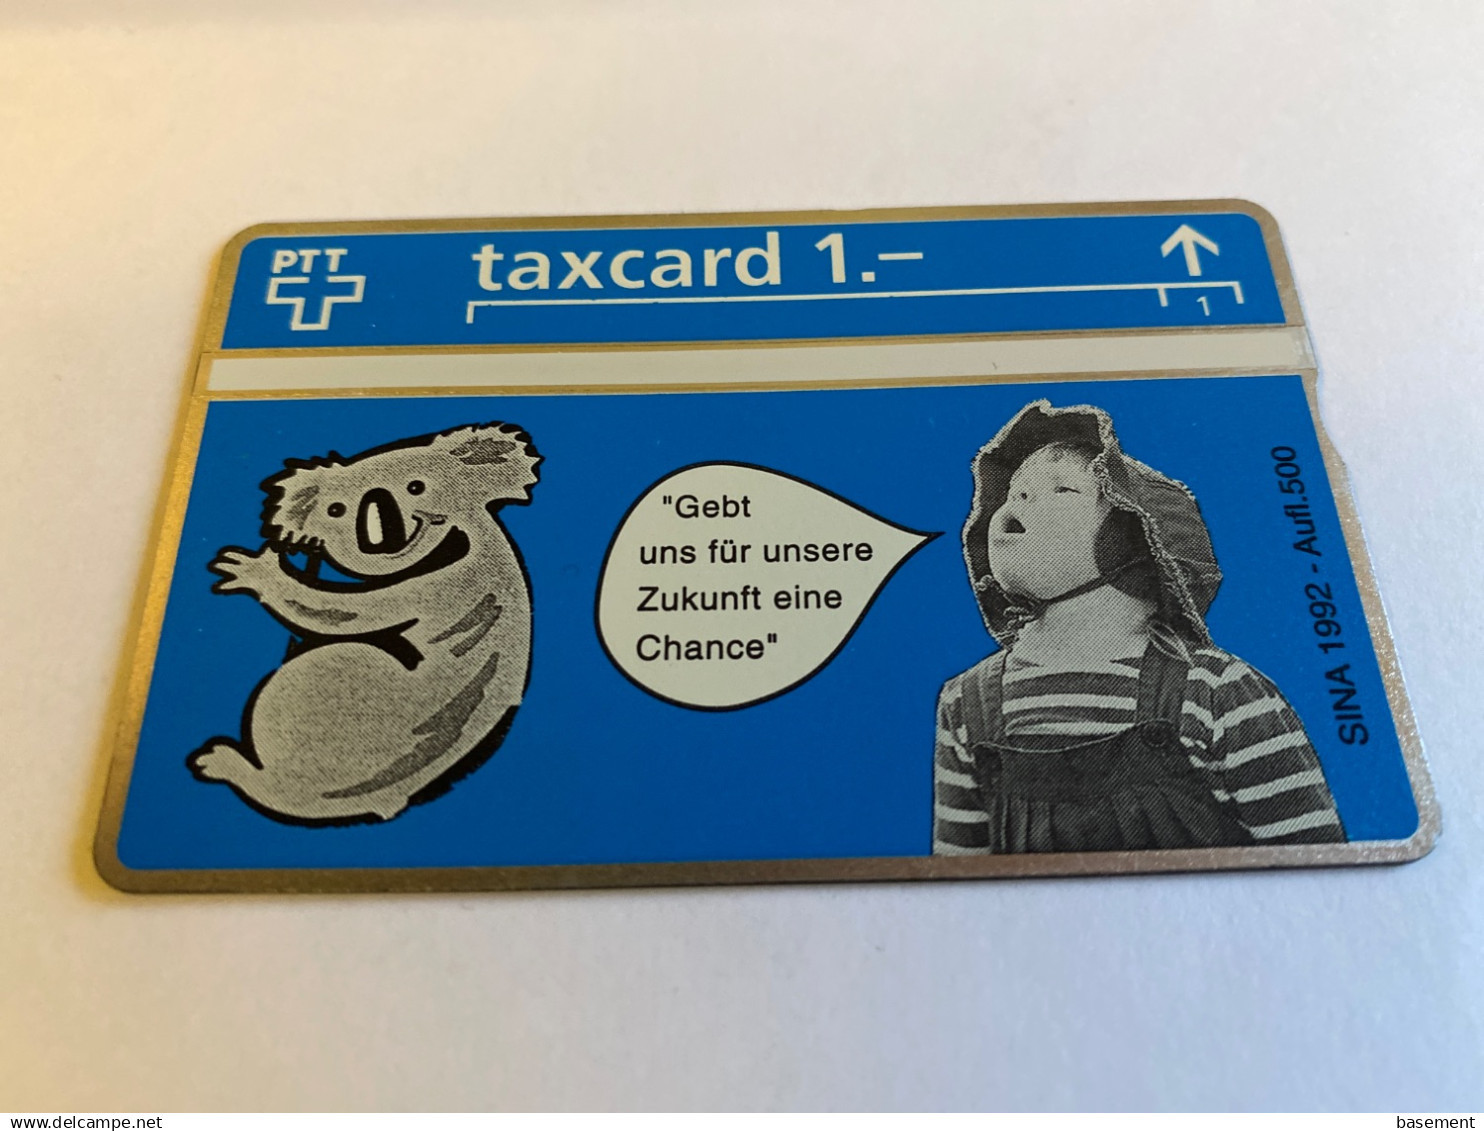 PTT
taxcard 1.–
1
"Gebt
uns für unsere
Zukunft eine
Chance"
SINA 1992 - Aufl.500
www.delcampe.net
basement